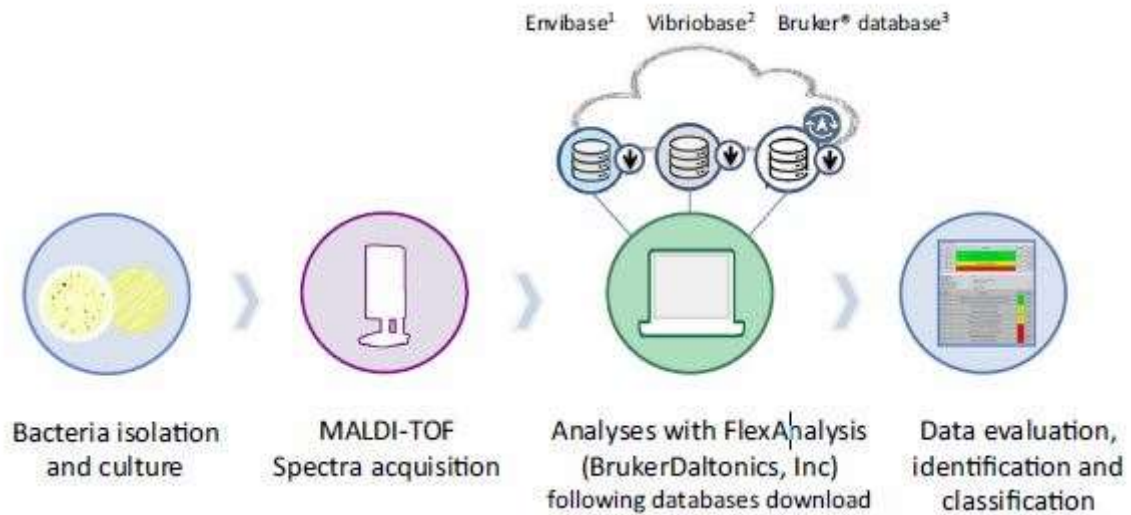 Envibase¹ Vibriobase² Bruker® database³
A
Bacteria isolation
and culture
MALDI-TOF
Spectra acquisition
Analyses with FlexAnalysis
(BrukerDaltonics, Inc)
following databases download
Data evaluation,
identification and
classification